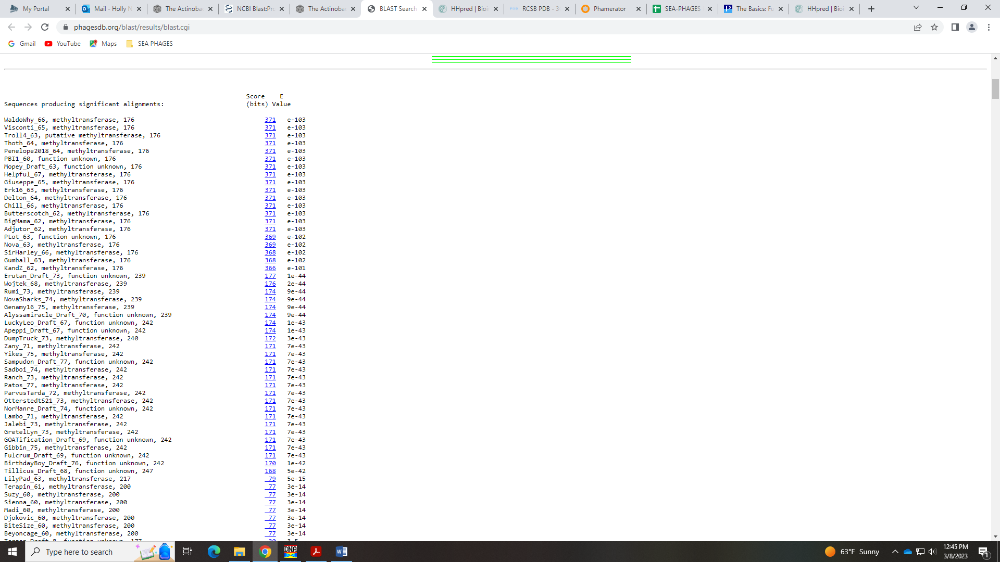 My Portal
Mail - Holly N
The Actinoba
NCBI Blast:Pro
The Actinoba
BLAST Search
HHpred | Bioi
RCSB PDB - 3
Phamerator
SEA-PHAGES
The Basics: Fu
HHpred | Bioi
phagesdb.org/blast/results/blast.cgi
Gmail YouTube Maps SEA PHAGES
Score E
Sequences producing significant alignments: (bits) Value
WaldoWhy_66, methyltransferase, 176 371 e-103
Visconti_65, methyltransferase, 176 371 e-103
Troll4_63, putative methyltransferase, 176 371 e-103
Thoth_64, methyltransferase, 176 371 e-103
Penelope2018_64, methyltransferase, 176 371 e-103
PBI1_60, function unknown, 176 371 e-103
Mopey_Draft_63, function unknown, 176 371 e-103
Helpful_67, methyltransferase, 176 371 e-103
Giuseppe_65, methyltransferase, 176 371 e-103
Erk16_63, methyltransferase, 176 371 e-103
Delton_64, methyltransferase, 176 371 e-103
Chill_66, methyltransferase, 176 371 e-103
Butterscotch_62, methyltransferase, 176 371 e-103
BigMama_62, methyltransferase, 176 371 e-103
Adjutor_62, methyltransferase, 176 371 e-103
PLot_63, function unknown, 176 369 e-102
Nova_63, methyltransferase, 176 369 e-102
SirHarley_66, methyltransferase, 176 368 e-102
Gumball_63, methyltransferase, 176 368 e-102
KandZ_62, methyltransferase, 176 366 e-101
Erutan_Draft_73, function unknown, 239 177 1e-44
Wojtek_68, methyltransferase, 239 176 2e-44
Rumi_73, methyltransferase, 239 174 9e-44
NovaSharks_74, methyltransferase, 239 174 9e-44
Genamy16_75, methyltransferase, 239 174 9e-44
Alyssamiracle_Draft_70, function unknown, 239 174 9e-44
LuckyLeo_Draft_67, function unknown, 242 174 1e-43
Apeppi_Draft_67, function unknown, 242 174 1e-43
DumpTruck_73, methyltransferase, 240 172 3e-43
Zany_71, methyltransferase, 242 171 7e-43
Yikes_75, methyltransferase, 242 171 7e-43
Sampudon_Draft_77, function unknown, 242 171 7e-43
Sadboi_74, methyltransferase, 242 171 7e-43
Ranch_73, methyltransferase, 242 171 7e-43
Patos_77, methyltransferase, 242 171 7e-43
ParvusTarda_72, methyltransferase, 242 171 7e-43
OtterstedtS21_73, methyltransferase, 242 171 7e-43
NorManre_Draft_74, function unknown, 242 171 7e-43
Lambo_71, methyltransferase, 242 171 7e-43
Jalebi_73, methyltransferase, 242 171 7e-43
GretelLyn_73, methyltransferase, 242 171 7e-43
GOATification_Draft_69, function unknown, 242 171 7e-43
Gibbin_75, methyltransferase, 242 171 7e-43
Fulcrum_Draft_69, function unknown, 242 171 7e-43
BirthdayBoy_Draft_76, function unknown, 242 170 1e-42
Tillicus_Draft_68, function unknown, 247 168 5e-42
LilyPad_63, methyltransferase, 217 79 5e-15
Terapin_61, methyltransferase, 200 77 3e-14
Suzy_60, methyltransferase, 200 77 3e-14
Sienna_60, methyltransferase, 200 77 3e-14
Madi_60, methyltransferase, 200 77 3e-14
Djokovic_60, methyltransferase, 200 77 3e-14
BiteSize_60, methyltransferase, 200 77 3e-14
Beyoncage_60, methyltransferase, 200 77 3e-14
Type here to search
DNA
63°F Sunny
12:45 PM
3/8/2023
1